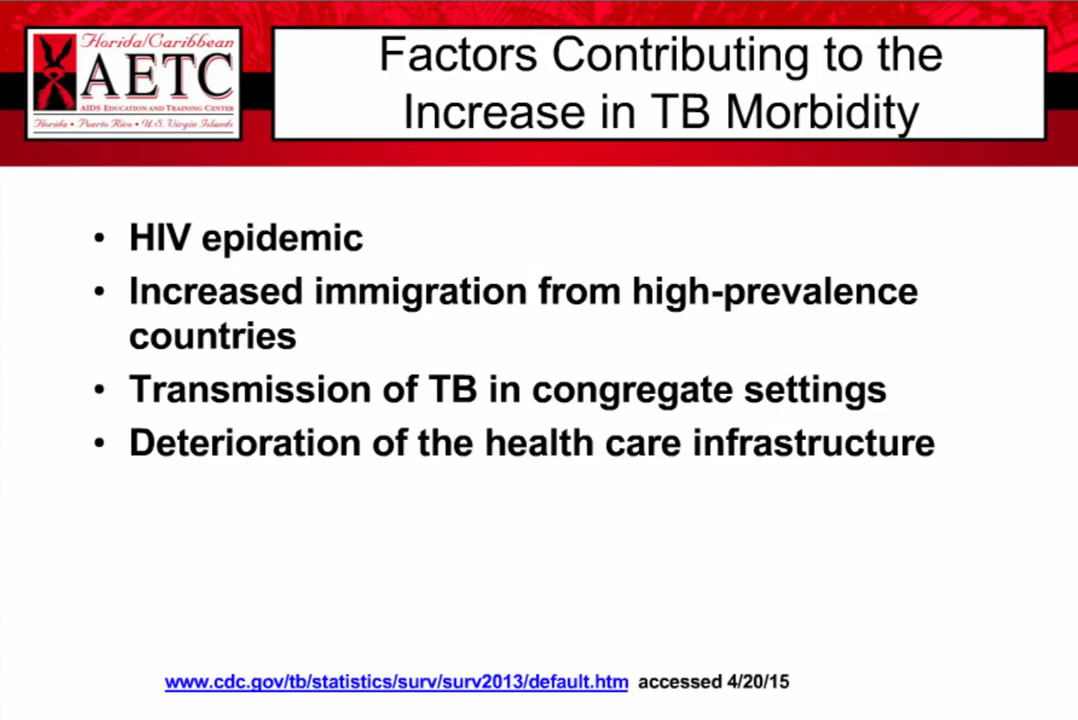 Florida/Caribbean
AETC
AIDS EDUCATION AND TRAINING CENTER
Florida • Puerto Rico • U.S. Virgin Islands
Factors Contributing to the
Increase in TB Morbidity
• HIV epidemic
• Increased immigration from high-prevalence
countries
• Transmission of TB in congregate settings
• Deterioration of the health care infrastructure
www.cdc.gov/tb/statistics/surv/surv2013/default.htm accessed 4/20/15